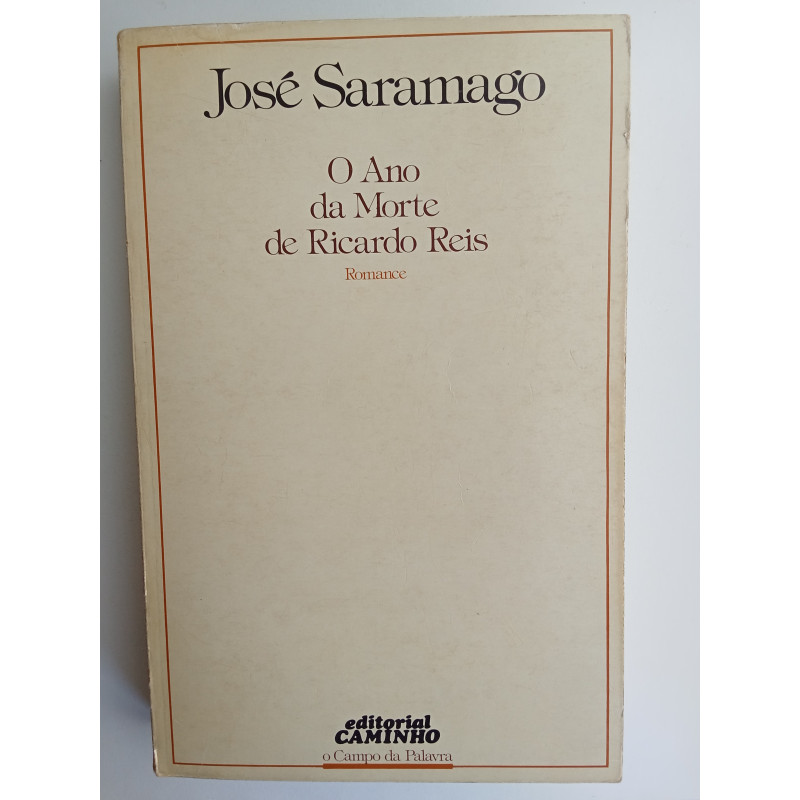 José Saramago
O Ano
da Morte
de Ricardo Reis
Romance
editorial
CAMINHO
o Campo da Palavra